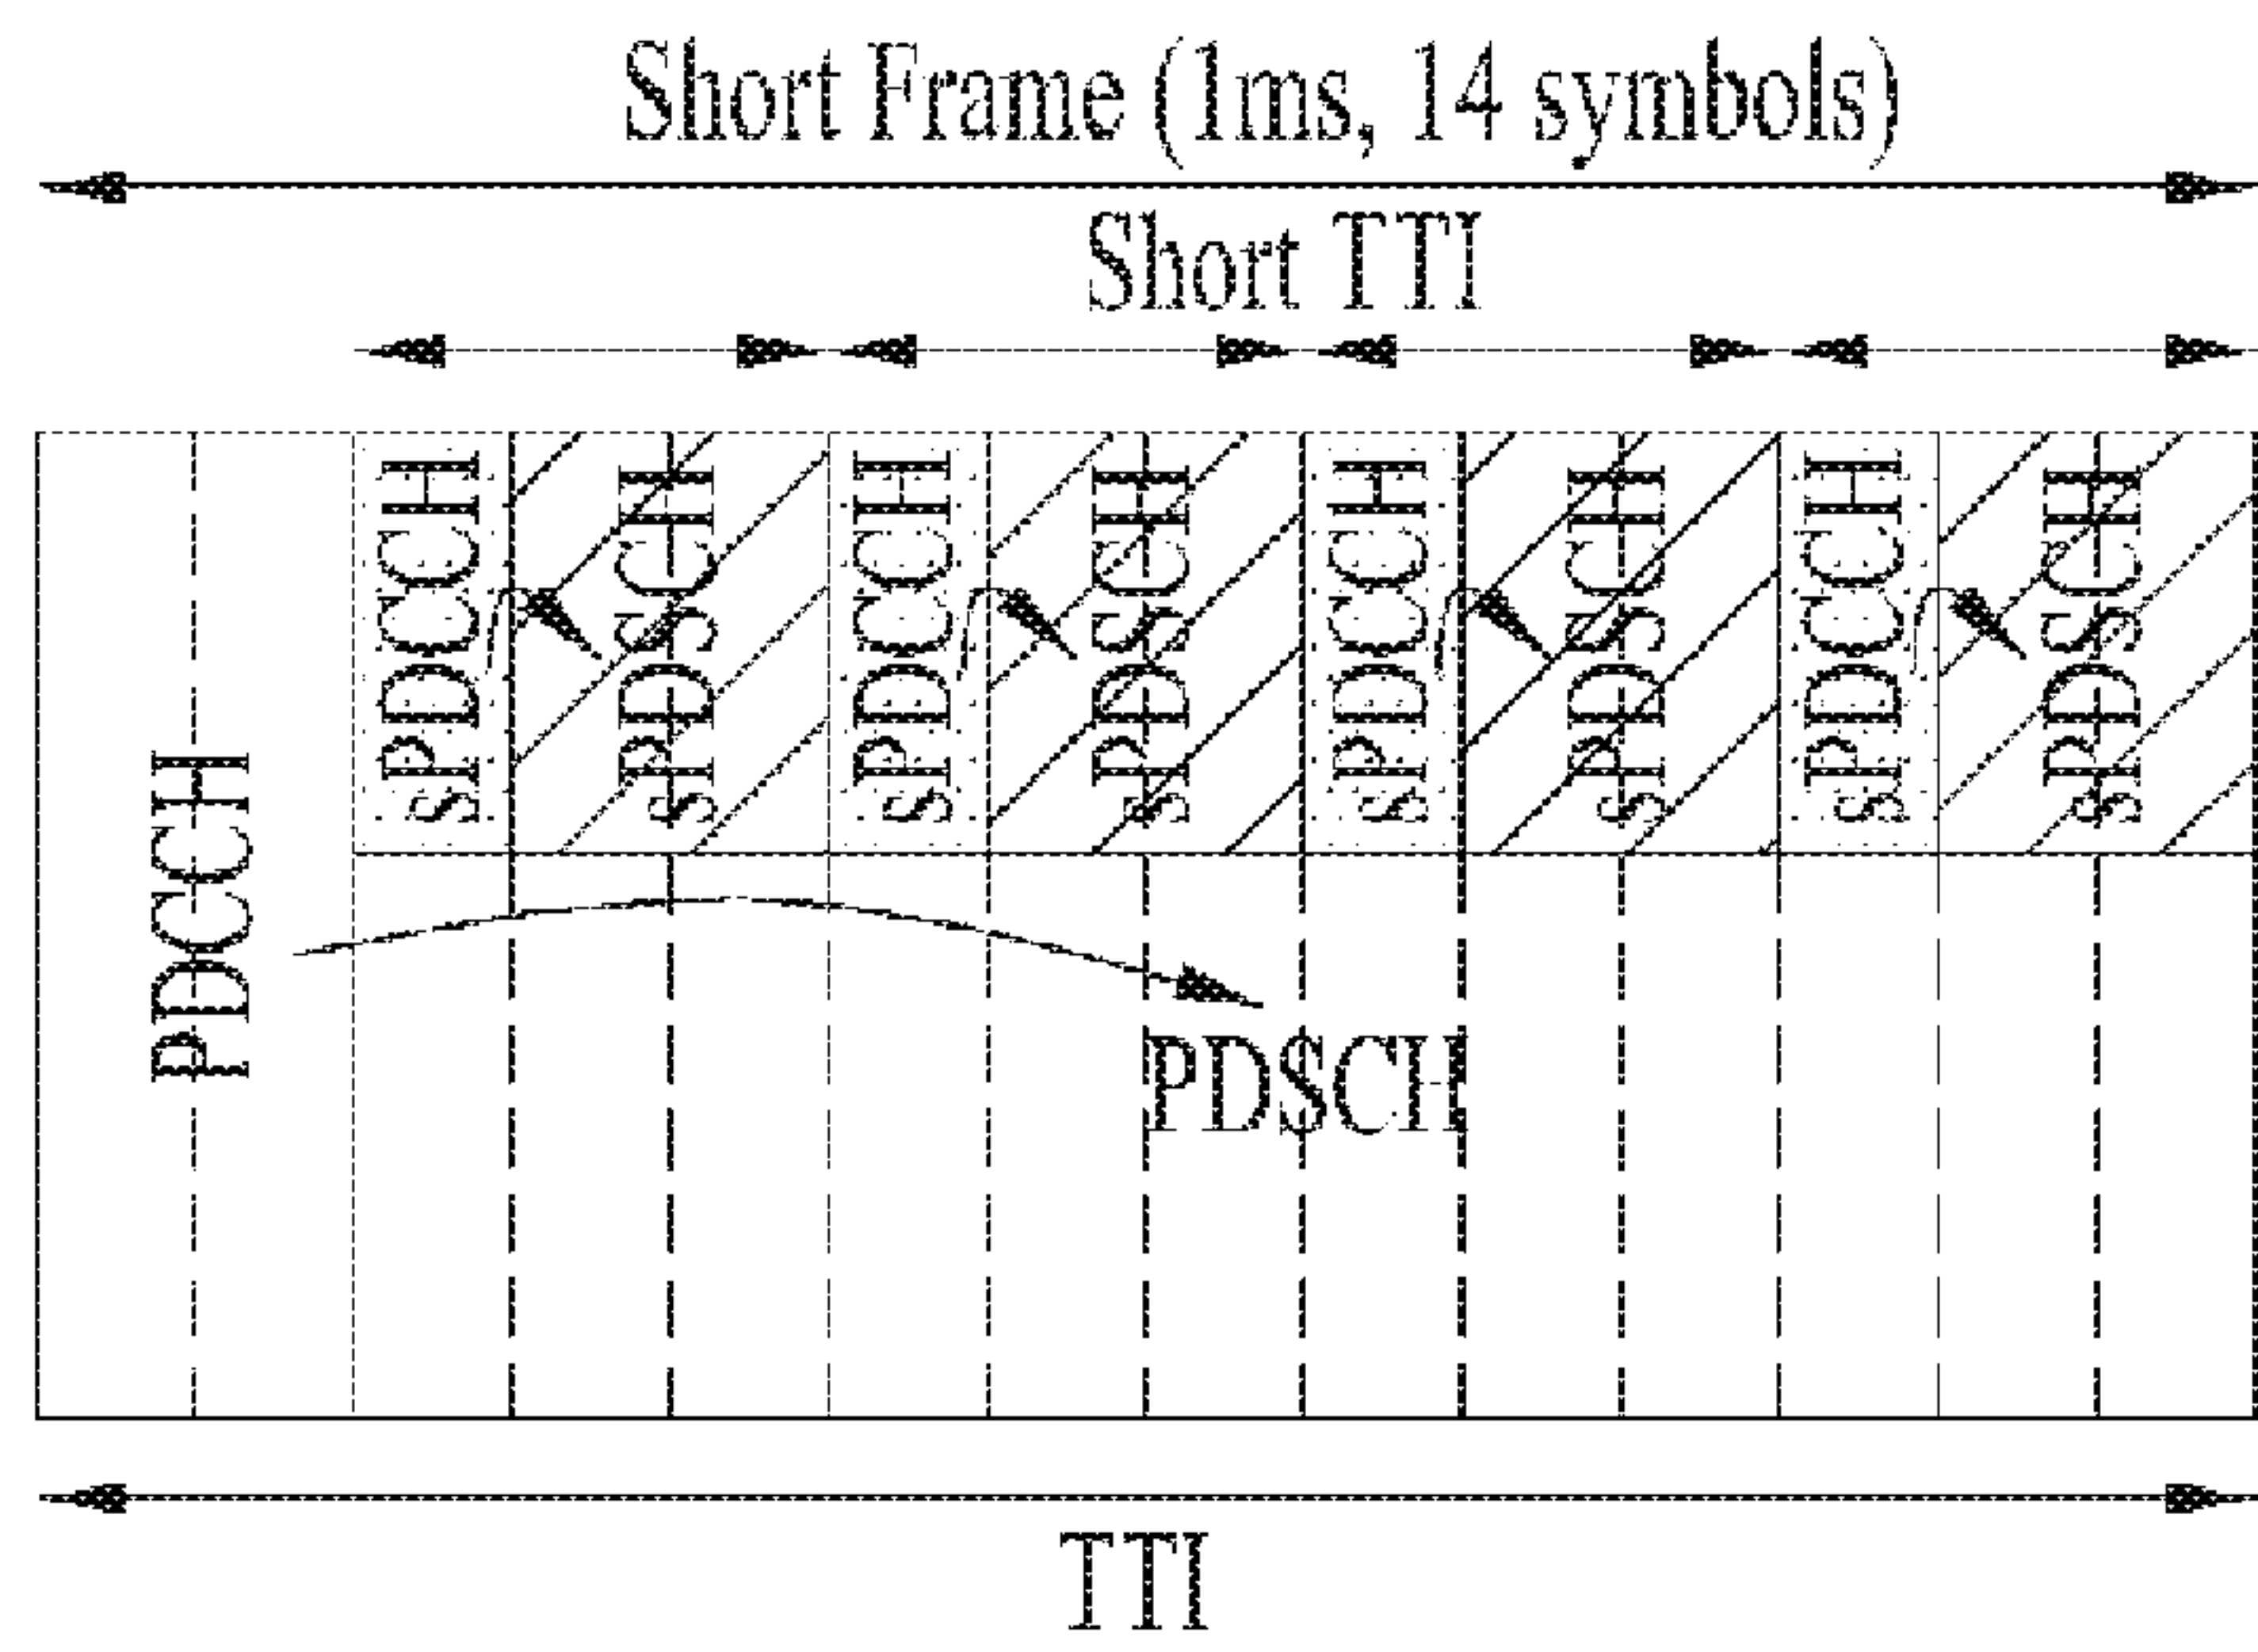 Short Frame (1ms, 14 symbols)
Short TTI
PDCCH
sPDCCH
sPDSCH
sPDCCH
sPDSCH
sPDCCH
sPDSCH
sPDCCH
sPDSCH
PDSCH
TTI